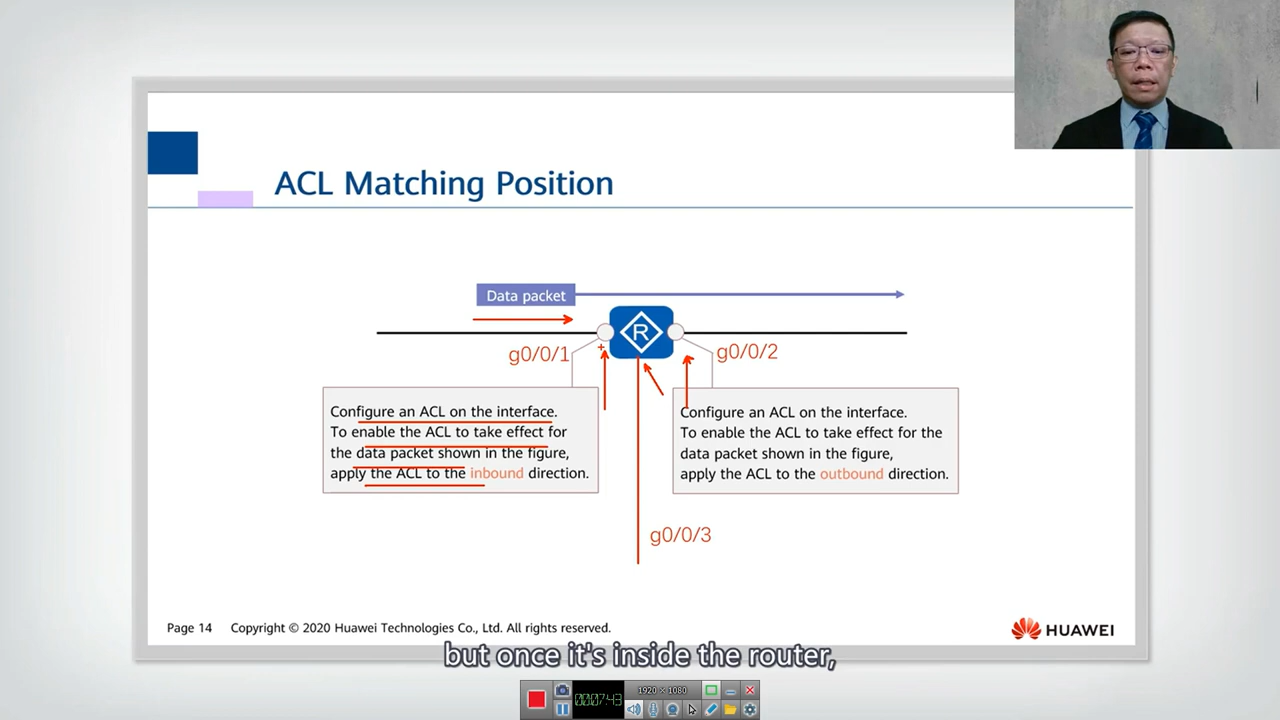 ACL Matching Position
Data packet
R
g0/0/1
g0/0/2
Configure an ACL on the interface.
To enable the ACL to take effect for
the data packet shown in the figure,
apply the ACL to the inbound direction.
Configure an ACL on the interface.
To enable the ACL to take effect for the
data packet shown in the figure,
apply the ACL to the outbound direction.
g0/0/3
Page 14 Copyright © 2020 Huawei Technologies Co., Ltd. All rights reserved.
HUAWEI
but once it's inside the router,
1920 × 1080
00:07:43